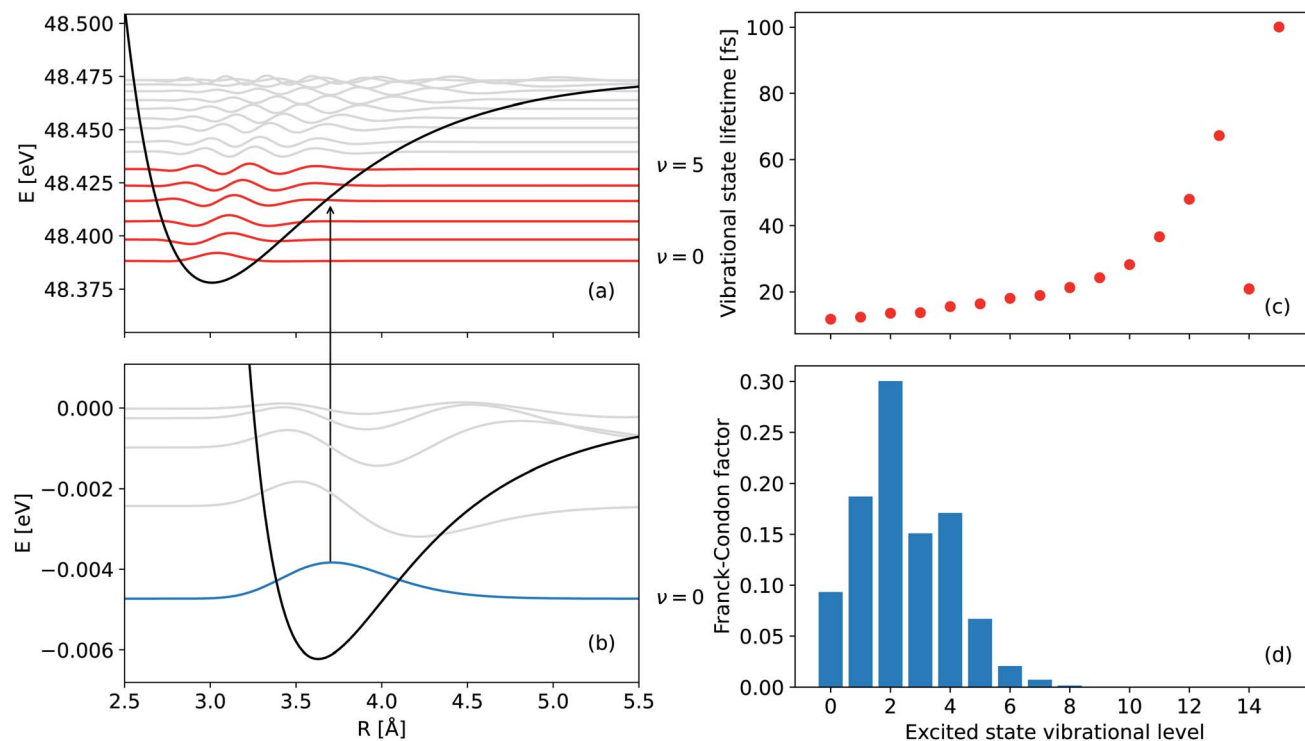 48.500
48.475
48.450
48.425
48.400
48.375
E [eV]
ν = 5
ν = 0
(a)
0.000
−0.002
−0.004
−0.006
E [eV]
ν = 0
(b)
2.5 3.0 3.5 4.0 4.5 5.0 5.5
R [Å]
100
80
60
40
20
Vibrational state lifetime [fs]
(c)
0.30
0.25
0.20
0.15
0.10
0.05
0.00
Franck-Condon factor
(d)
0 2 4 6 8 10 12 14
Excited state vibrational level